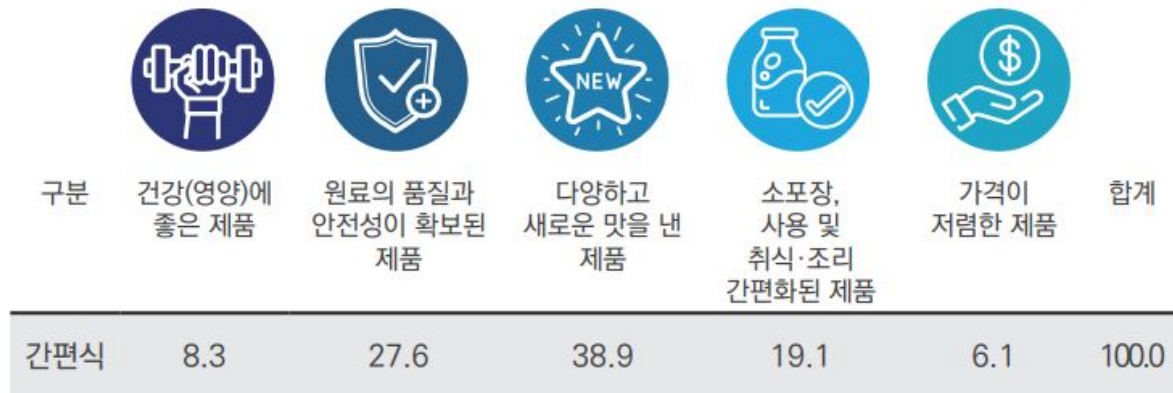 NEW
$
구분
건강(영양)에
좋은 제품
원료의 품질과
안전성이 확보된
제품
다양하고
새로운 맛을 낸
제품
소포장,
사용 및
취식·조리
간편화된 제품
가격이
저렴한 제품
합계
간편식 8.3 27.6 38.9 19.1 6.1 100.0